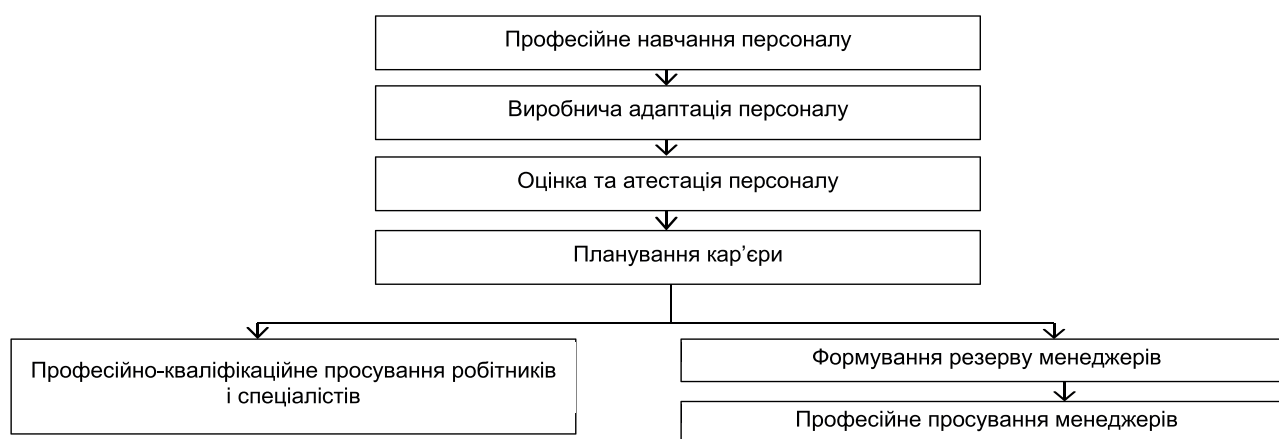 Професійне навчання персоналу
Виробнича адаптація персоналу
Оцінка та атестація персоналу
Планування кар’єри
Професійно-кваліфікаційне просування робітників
і спеціалістів
Формування резерву менеджерів
Професійне просування менеджерів